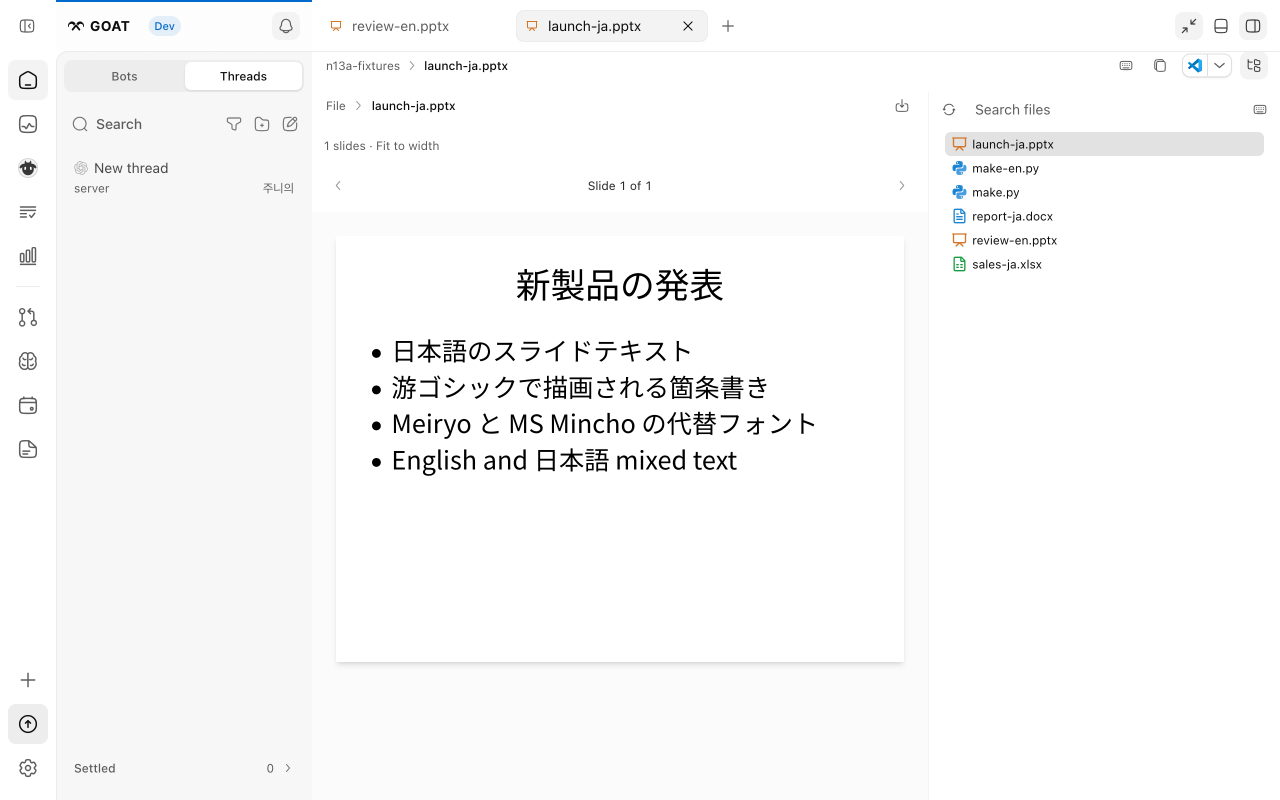 GOAT
Dev
review-en.pptx
launch-ja.pptx
Bots
Threads
n13a-fixtures
launch-ja.pptx
Search
File
launch-ja.pptx
Search files
1 slides · Fit to width
launch-ja.pptx
New thread
make-en.py
server
주니의
Slide 1 of 1
make.py
report-ja.docx
review-en.pptx
sales-ja.xlsx
新製品の発表
日本語のスライドテキスト
游ゴシックで描画される箇条書き
Meiryo と MS Mincho の代替フォント
English and 日本語 mixed text
Settled
0